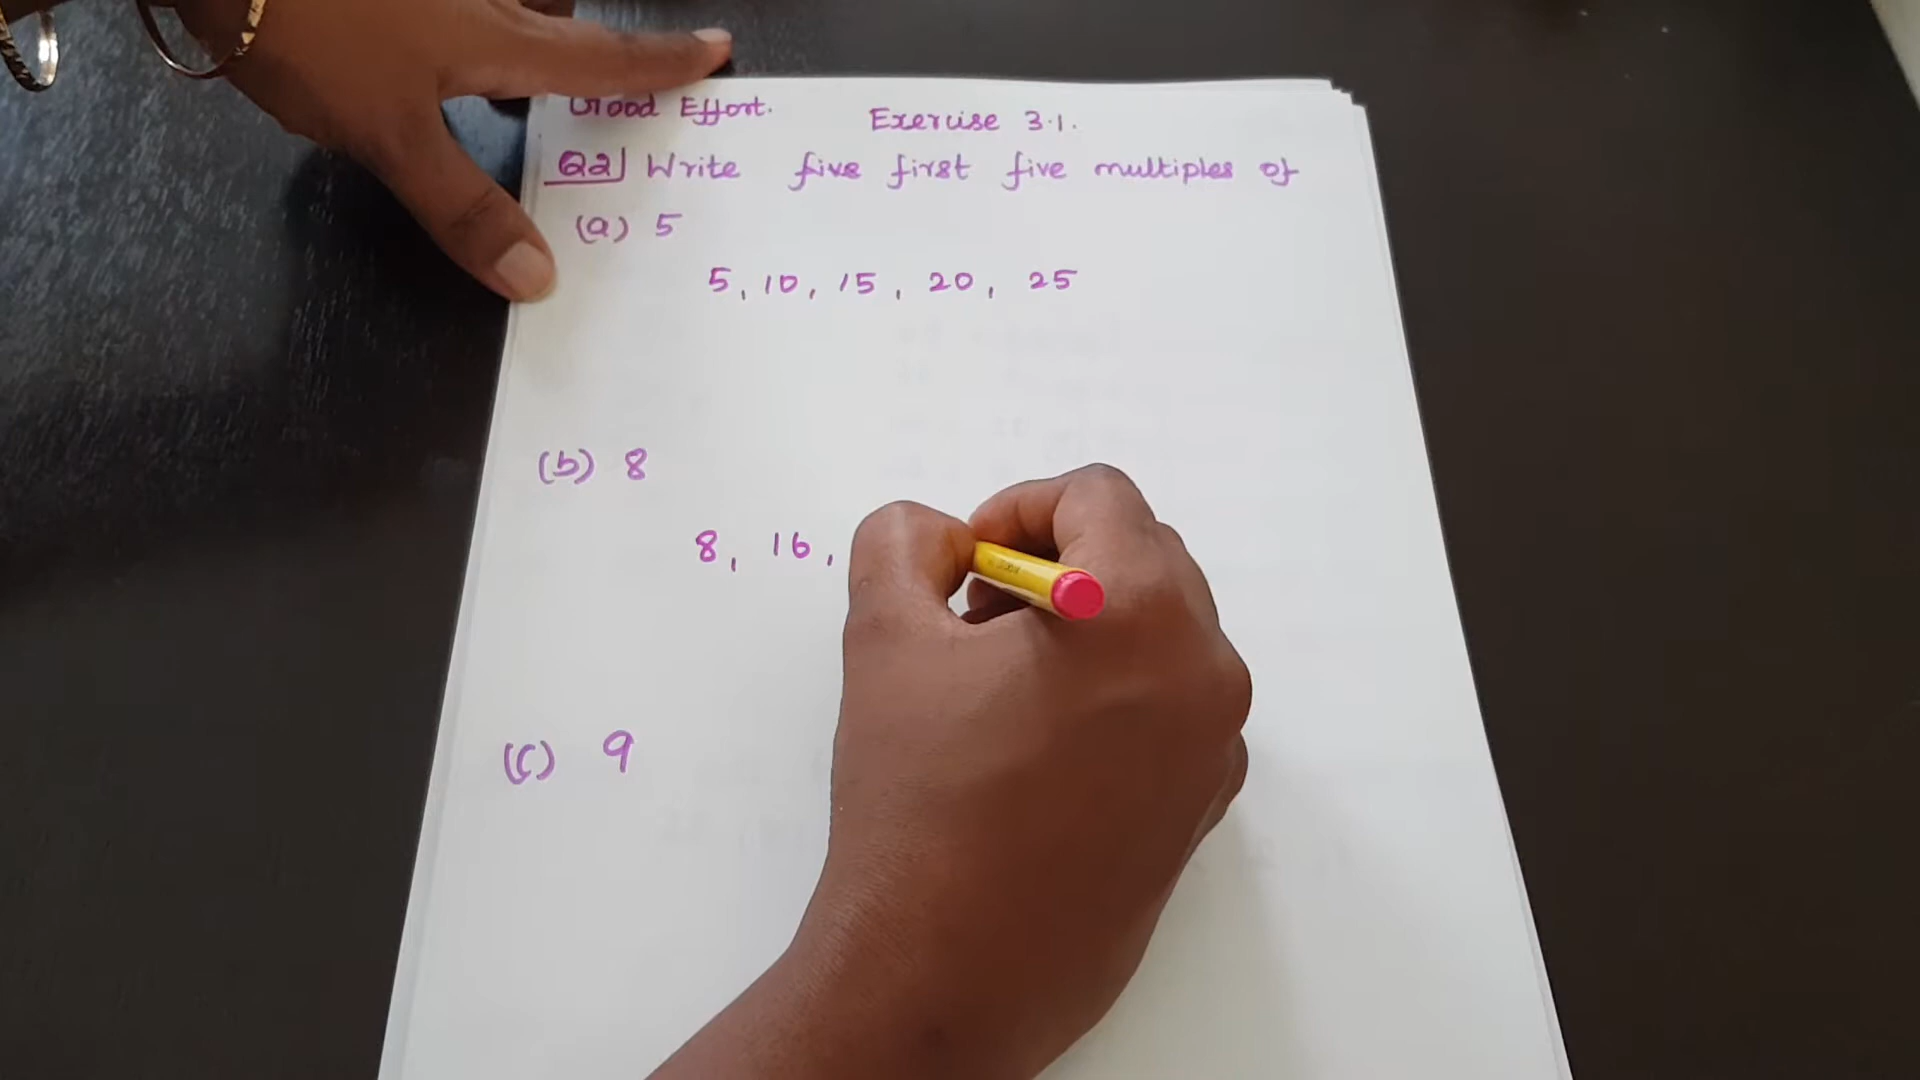 Good Effort. Exercise 3.1.
Q2 Write five first five multiples of
(a) 5
5, 10, 15, 20, 25
(b) 8
8, 16,
(c) 9